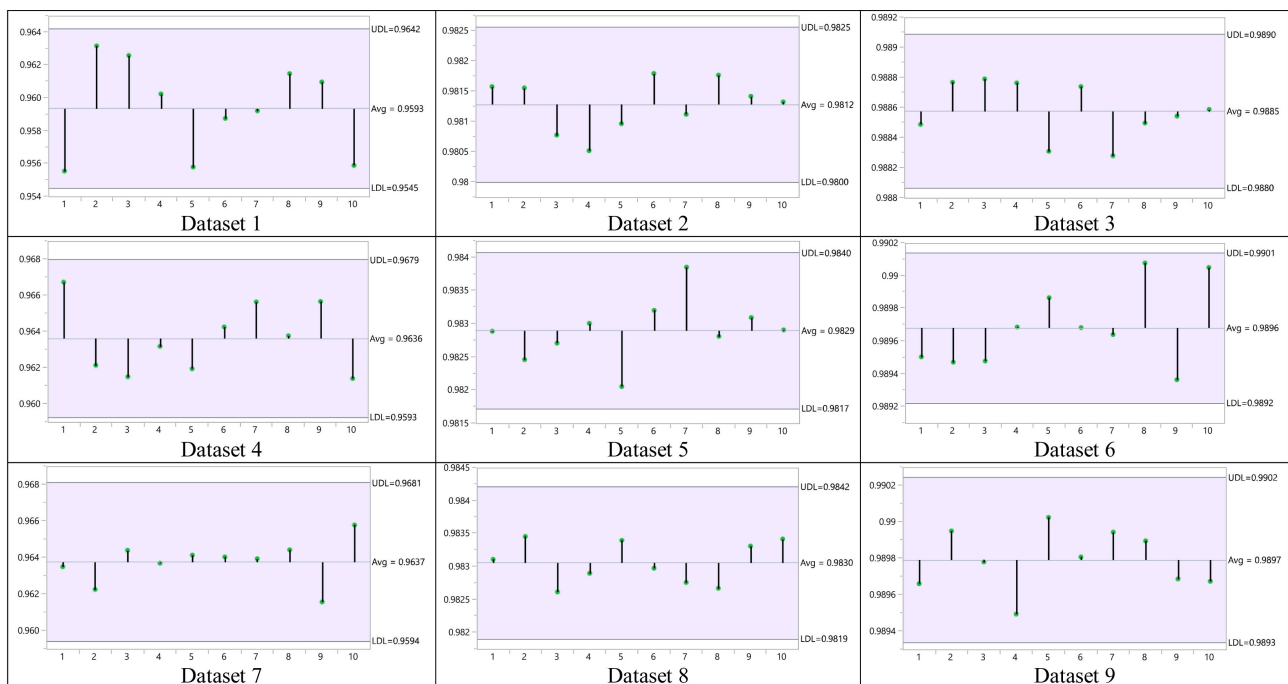 0.964
0.962
0.960
0.958
0.956
0.954
UDL=0.9642
Avg = 0.9593
LDL=0.9545
1 2 3 4 5 6 7 8 9 10
Dataset 1
0.9825
0.982
0.9815
0.981
0.9805
0.98
UDL=0.9825
Avg = 0.9812
LDL=0.9800
1 2 3 4 5 6 7 8 9 10
Dataset 2
0.9892
0.989
0.9888
0.9886
0.9884
0.9882
0.988
UDL=0.9890
Avg = 0.9885
LDL=0.9880
1 2 3 4 5 6 7 8 9 10
Dataset 3
0.968
0.966
0.964
0.962
0.960
UDL=0.9679
Avg = 0.9636
LDL=0.9593
1 2 3 4 5 6 7 8 9 10
Dataset 4
0.984
0.9835
0.983
0.9825
0.982
0.9815
UDL=0.9840
Avg = 0.9829
LDL=0.9817
1 2 3 4 5 6 7 8 9 10
Dataset 5
0.9902
0.99
0.9898
0.9896
0.9894
0.9892
UDL=0.9901
Avg = 0.9896
LDL=0.9892
1 2 3 4 5 6 7 8 9 10
Dataset 6
0.968
0.966
0.964
0.962
0.960
UDL=0.9681
Avg = 0.9637
LDL=0.9594
1 2 3 4 5 6 7 8 9 10
Dataset 7
0.9845
0.984
0.9835
0.983
0.9825
0.982
UDL=0.9842
Avg = 0.9830
LDL=0.9819
1 2 3 4 5 6 7 8 9 10
Dataset 8
0.9902
0.99
0.9898
0.9896
0.9894
UDL=0.9902
Avg = 0.9897
LDL=0.9893
1 2 3 4 5 6 7 8 9 10
Dataset 9